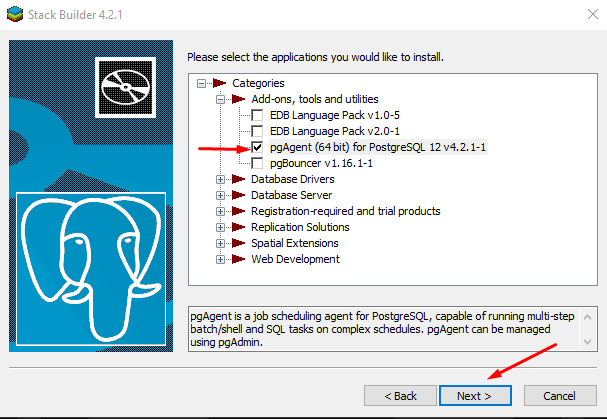 Stack Builder 4.2.1
Please select the applications you would like to install.
Categories
Add-ons, tools and utilities
EDB Language Pack v1.0-5
EDB Language Pack v2.0-1
pgAgent (64 bit) for PostgreSQL 12 v4.2.1-1
pgBouncer v1.16.1-1
Database Drivers
Database Server
Registration-required and trial products
Replication Solutions
Spatial Extensions
Web Development
pgAgent is a job scheduling agent for PostgreSQL, capable of running multi-step
batch/shell and SQL tasks on complex schedules. pgAgent can be managed
using pgAdmin.
< Back Next > Cancel